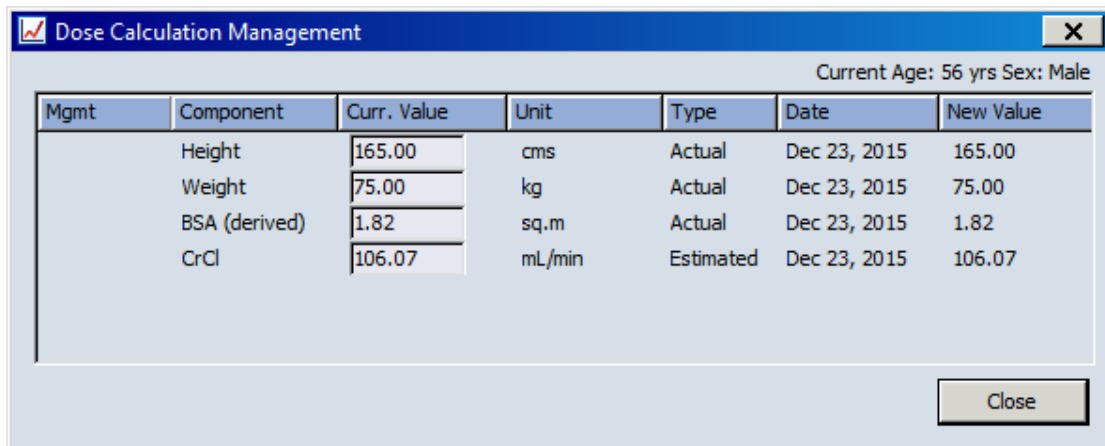 Dose Calculation Management
Current Age: 56 yrs Sex: Male
Mgmt Component Curr. Value Unit Type Date New Value
Height 165.00 cms Actual Dec 23, 2015 165.00
Weight 75.00 kg Actual Dec 23, 2015 75.00
BSA (derived) 1.82 sq.m Actual Dec 23, 2015 1.82
CrCl 106.07 mL/min Estimated Dec 23, 2015 106.07
Close